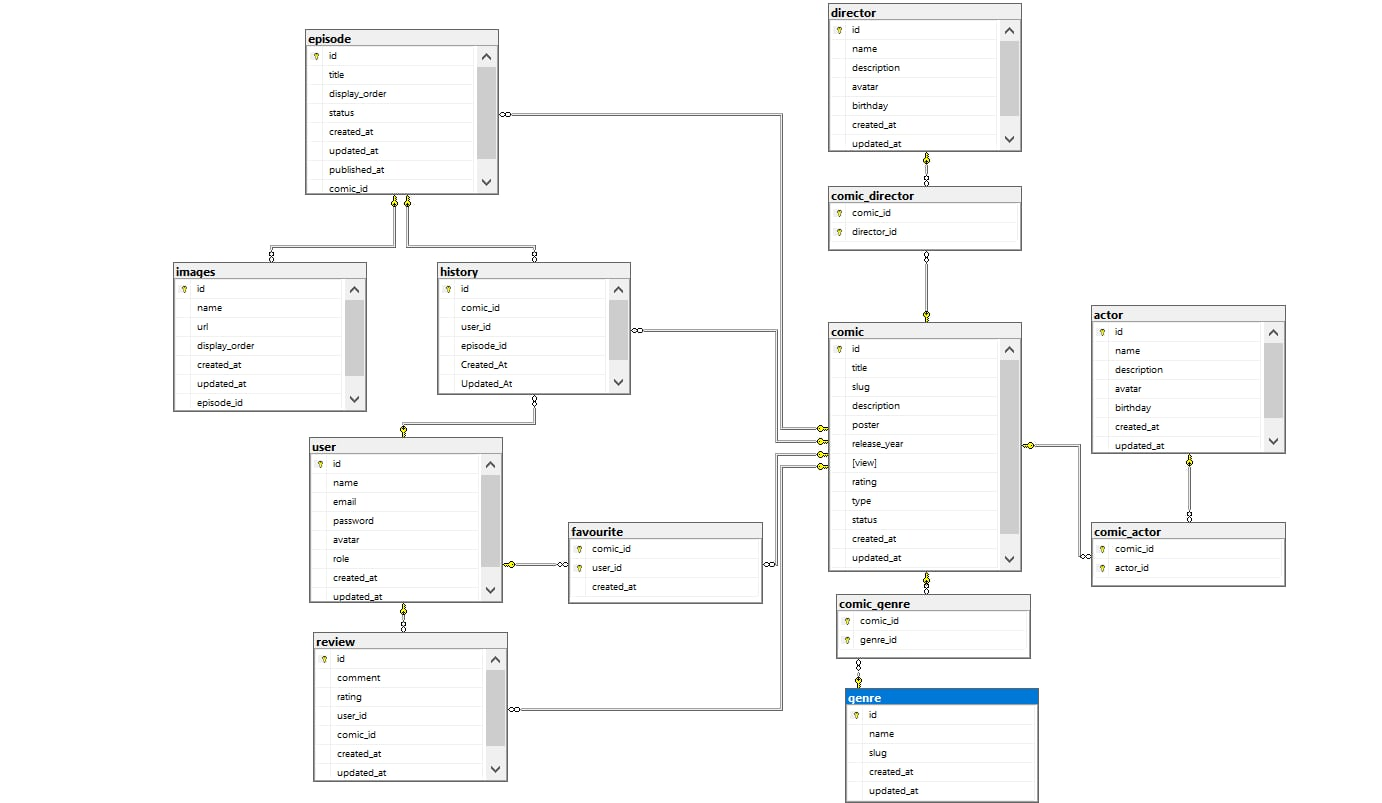 episode
id
title
display_order
status
created_at
updated_at
published_at
comic_id
images
id
name
url
display_order
created_at
updated_at
episode_id
history
id
comic_id
user_id
episode_id
Created_At
Updated_At
user
id
name
email
password
avatar
role
created_at
updated_at
favourite
comic_id
user_id
created_at
review
id
comment
rating
user_id
comic_id
created_at
updated_at
director
id
name
description
avatar
birthday
created_at
updated_at
comic_director
comic_id
director_id
comic
id
title
slug
description
poster
release_year
[view]
rating
type
status
created_at
updated_at
actor
id
name
description
avatar
birthday
created_at
updated_at
comic_actor
comic_id
actor_id
comic_genre
comic_id
genre_id
genre
id
name
slug
created_at
updated_at